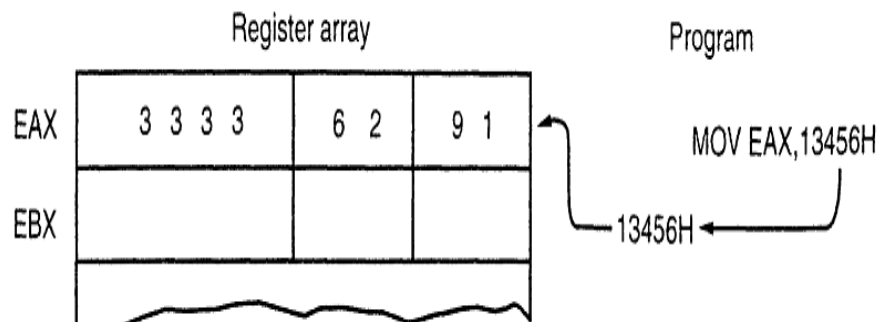 Register array Program
EAX 3 3 3 3 6 2 9 1 MOV EAX,13456H
EBX 13456H